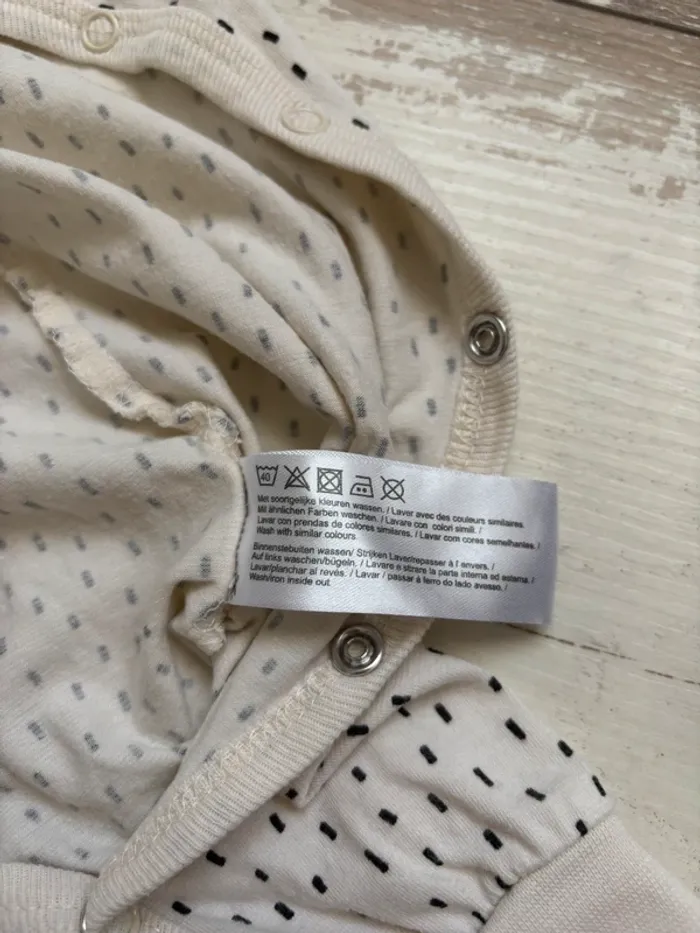 40
Met soortgelijke kleuren wassen. / Laver avec des couleurs similaires.
Mit ähnlichen Farben waschen. / Lavare con colori simili. /
Lavar con prendas de colores similares. / Lavar com cores semelhantes. /
Wash with similar colours.
Binnenstebuiten wassen/ Strijken Laver/repasser à l'envers. /
Auf links waschen/bügeln. / Lavare e stirare la parte interna ed esterna. /
Lavar/planchar al revés. / Lavar / passar à ferro do lado avesso. /
Wash/iron inside out.